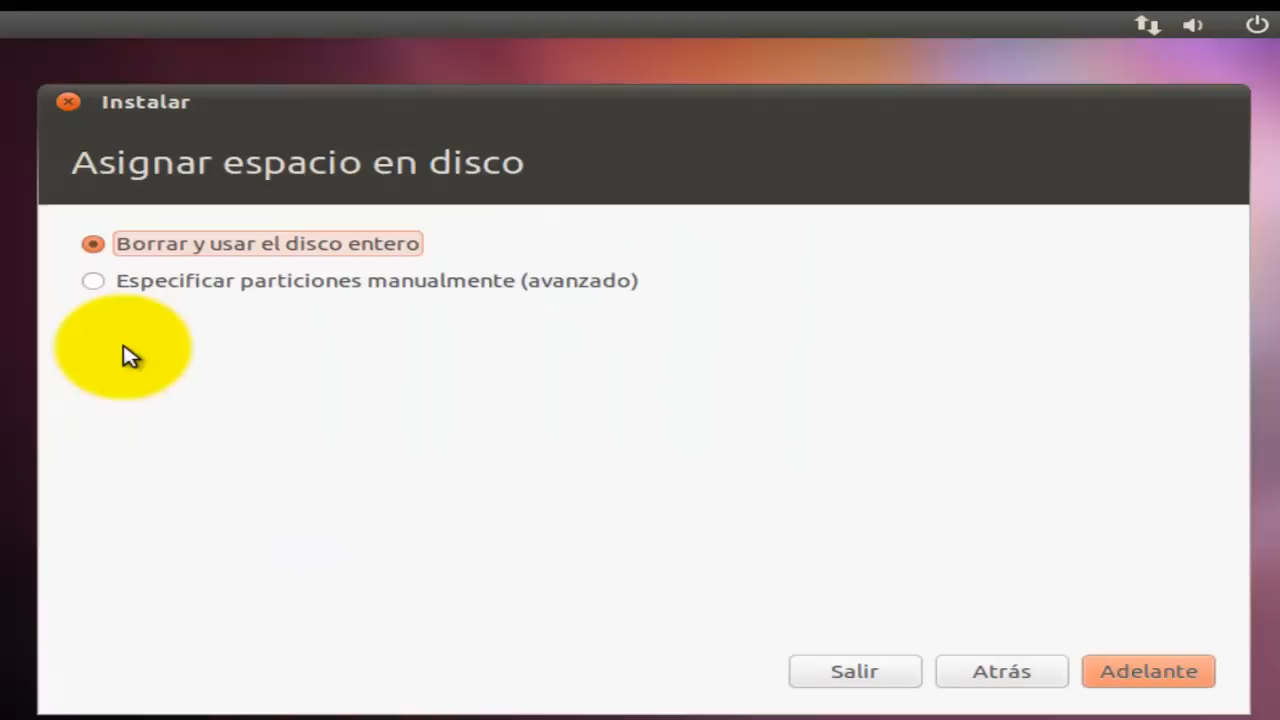 Instalar
Asignar espacio en disco
Borrar y usar el disco entero
Especificar particiones manualmente (avanzado)
Salir Atrás Adelante